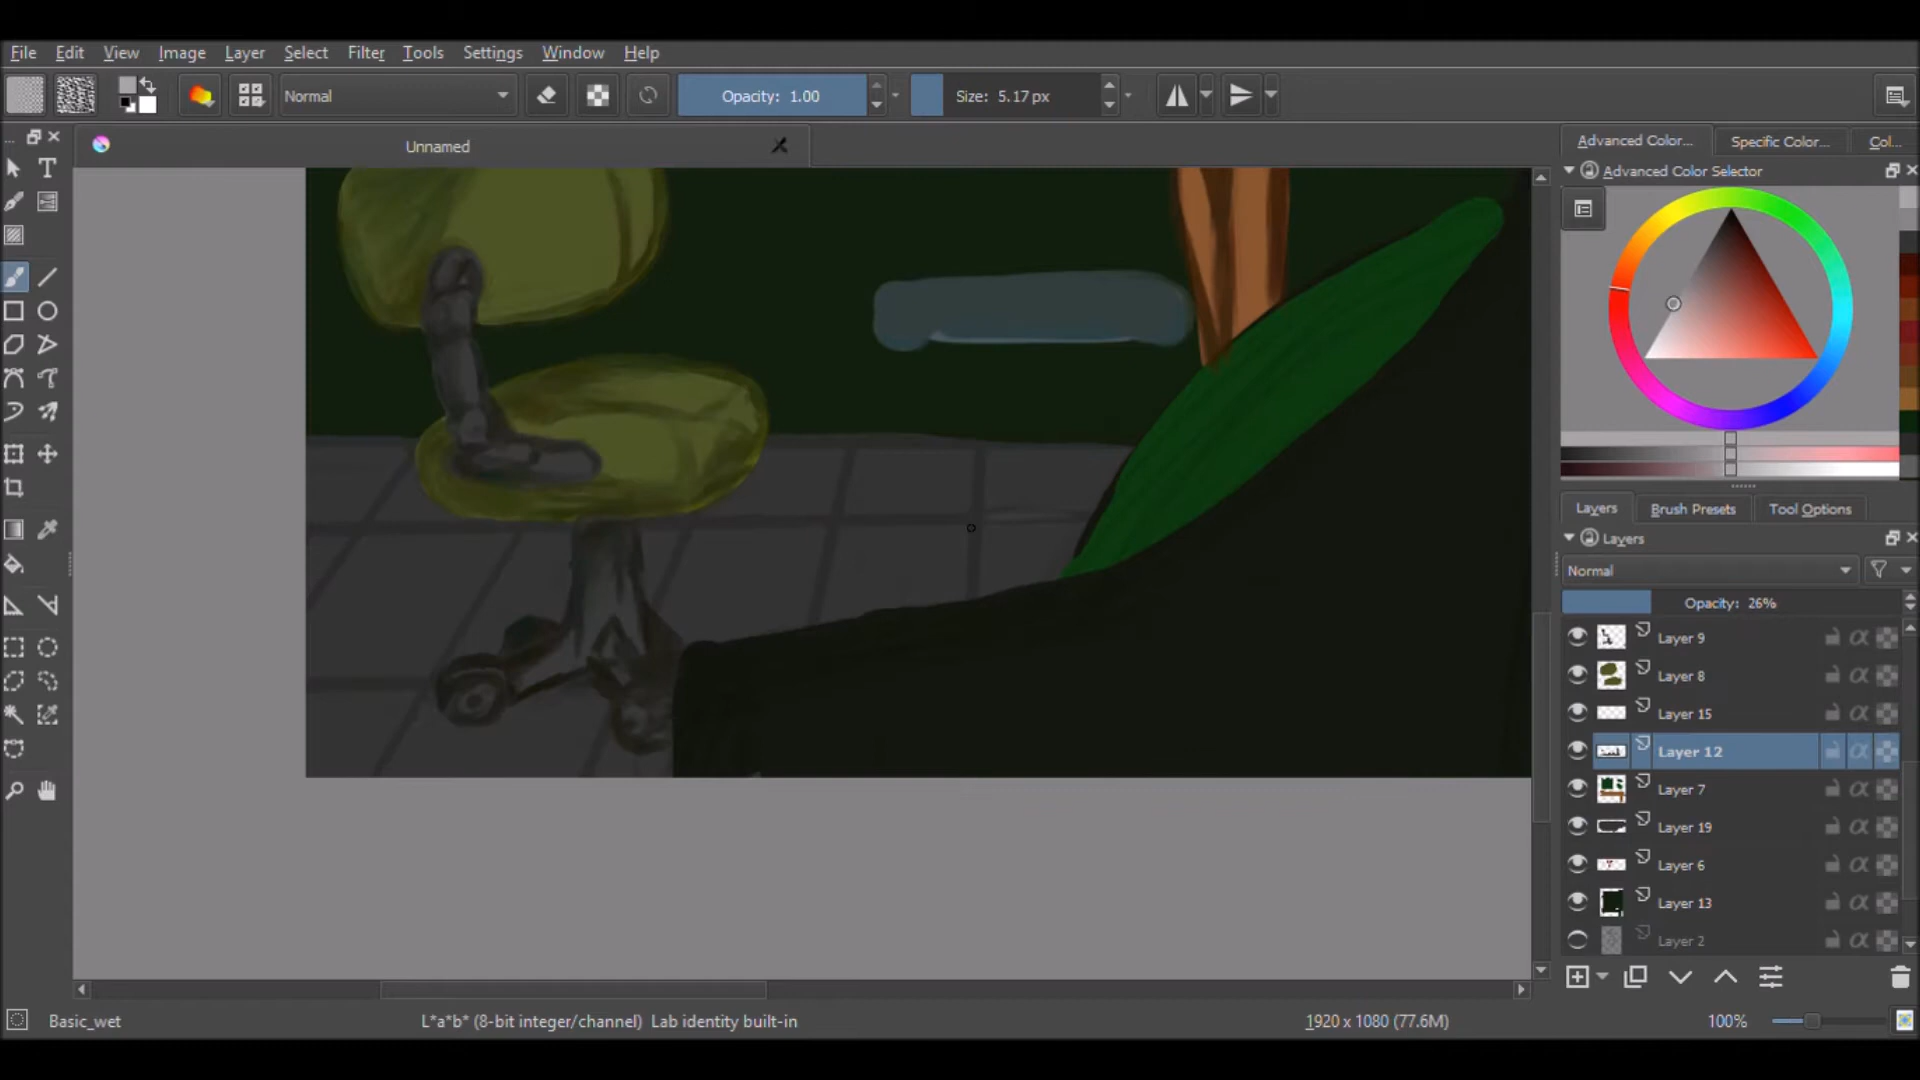 File Edit View Image Layer Select Filter Tools Settings Window Help
Normal Opacity: 1.00 Size: 5.17 px
Unnamed
Advanced Color... Specific Color... Col...
Advanced Color Selector
Layers Brush Presets Tool Options
Layers
Normal
Opacity: 26%
Layer 9
Layer 8
Layer 15
Layer 12
Layer 7
Layer 19
Layer 6
Layer 13
Layer 2
Basic_wet L*a*b* (8-bit integer/channel) Lab identity built-in 1920 x 1080 (77.6M) 100%